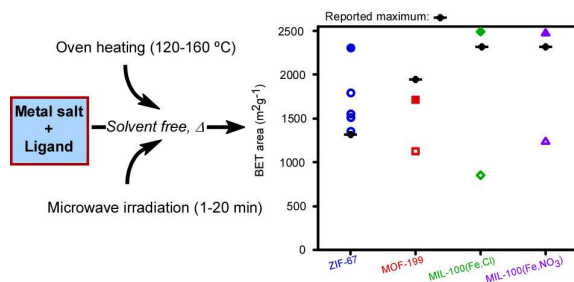 Oven heating (120-160 ºC)
Metal salt
+
Ligand
Solvent free, Δ
Microwave irradiation (1-20 min)
Reported maximum:
BET area (m2g-1)
2500
2000
1500
1000
500
0
ZIF-67
MOF-199
MIL-100(Fe,Cl)
MIL-100(Fe,NO₃)